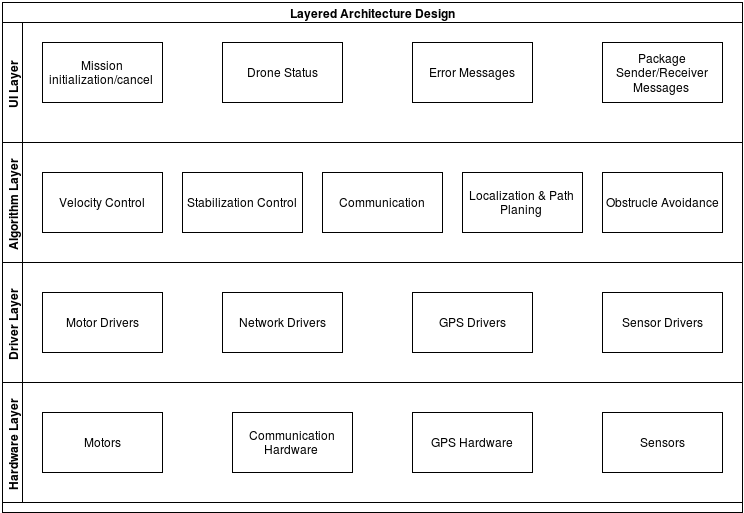 Layered Architecture Design
UI Layer
Mission
initialization/cancel
Drone Status
Error Messages
Package
Sender/Receiver
Messages
Algorithm Layer
Velocity Control
Stabilization Control
Communication
Localization & Path
Planing
Obstrucle Avoidance
Driver Layer
Motor Drivers
Network Drivers
GPS Drivers
Sensor Drivers
Hardware Layer
Motors
Communication
Hardware
GPS Hardware
Sensors